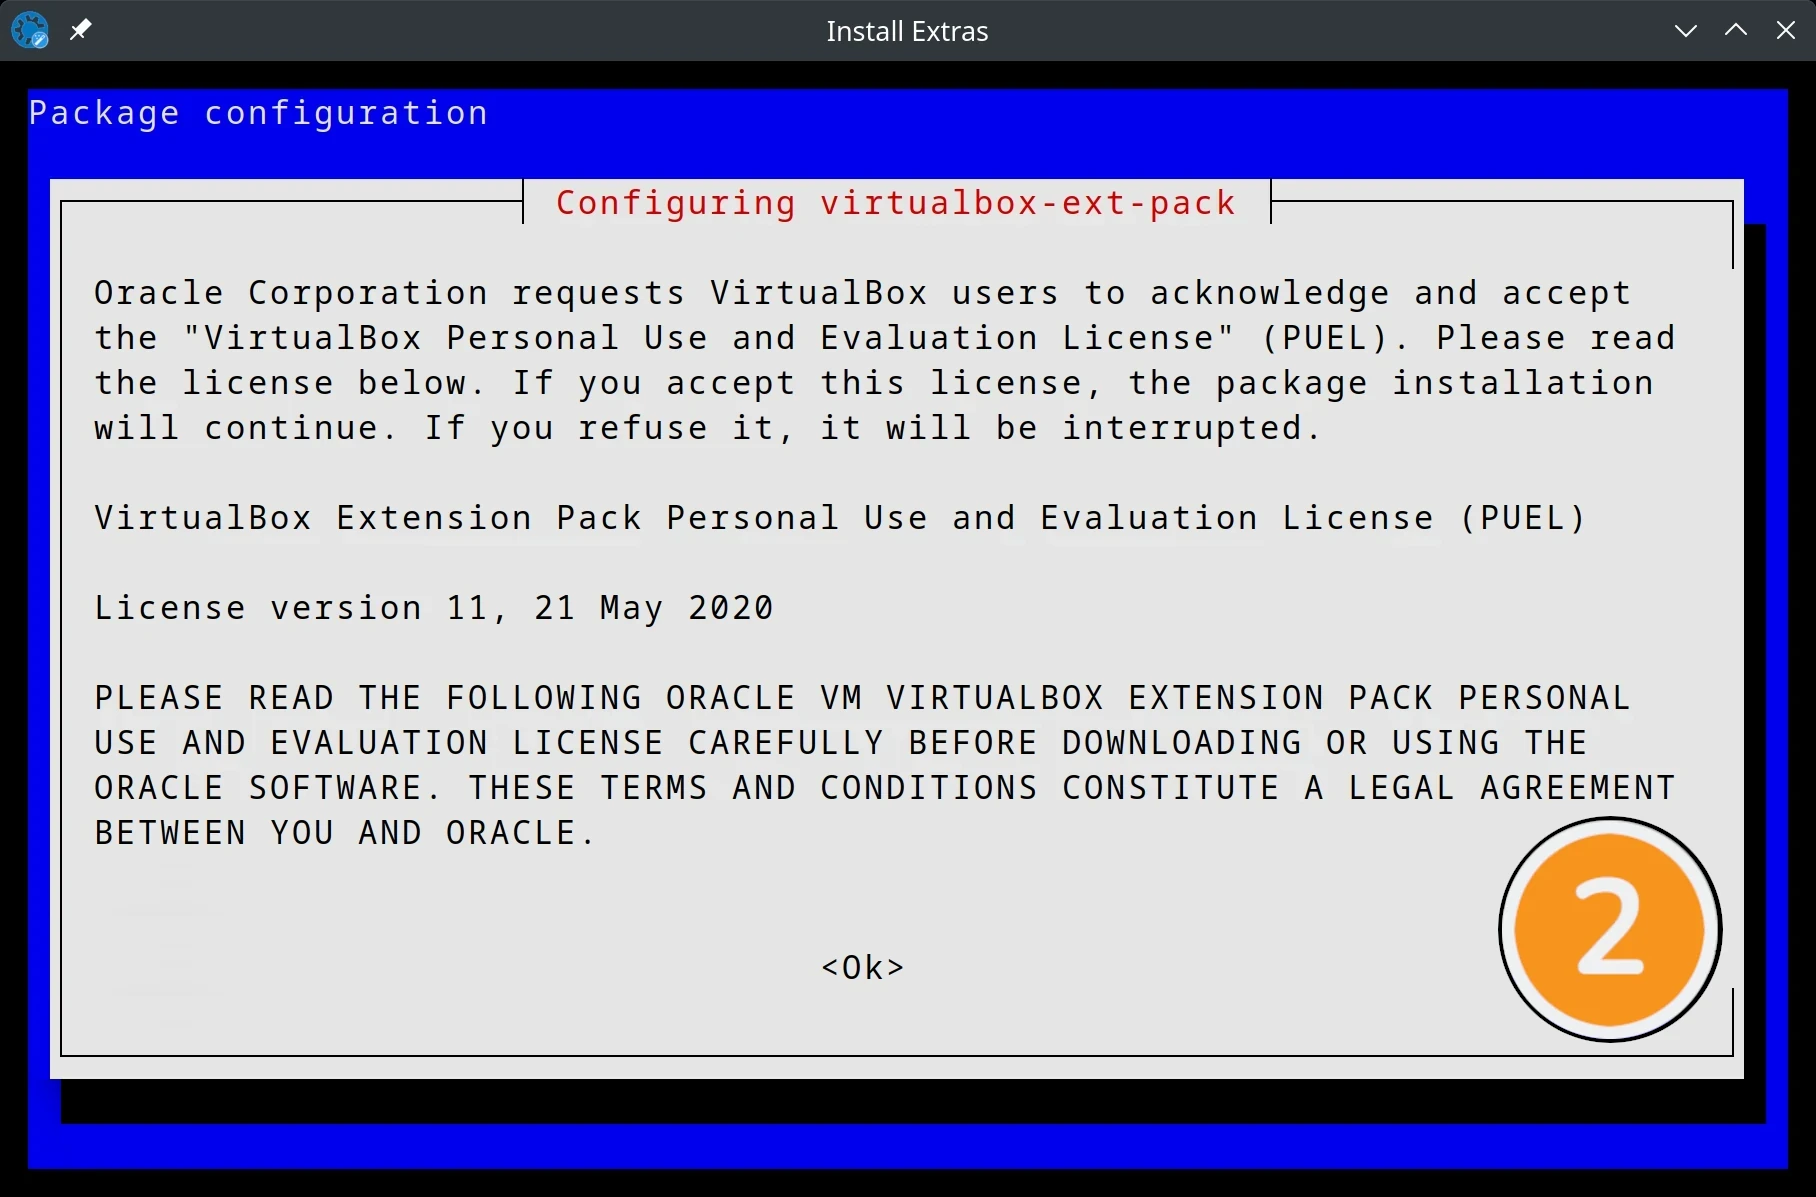 Install Extras
Package configuration
Configuring virtualbox-ext-pack
Oracle Corporation requests VirtualBox users to acknowledge and accept
the "VirtualBox Personal Use and Evaluation License" (PUEL). Please read
the license below. If you accept this license, the package installation
will continue. If you refuse it, it will be interrupted.
VirtualBox Extension Pack Personal Use and Evaluation License (PUEL)
License version 11, 21 May 2020
PLEASE READ THE FOLLOWING ORACLE VM VIRTUALBOX EXTENSION PACK PERSONAL
USE AND EVALUATION LICENSE CAREFULLY BEFORE DOWNLOADING OR USING THE
ORACLE SOFTWARE. THESE TERMS AND CONDITIONS CONSTITUTE A LEGAL AGREEMENT
BETWEEN YOU AND ORACLE.
<Ok>
2